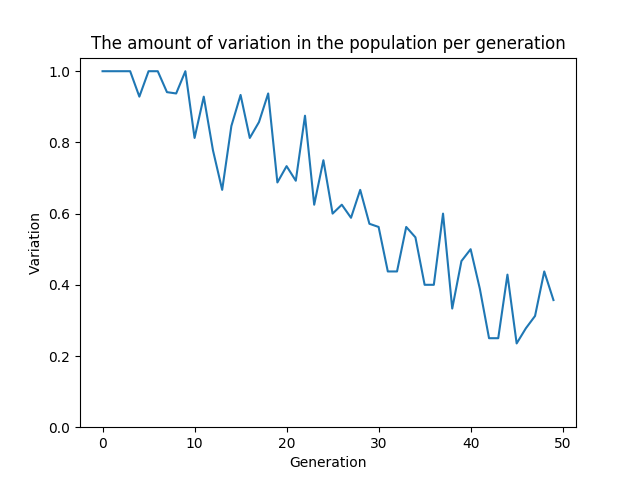 The amount of variation in the population per generation
1.0
0.8
0.6
0.4
0.2
0.0
Variation
0 10 20 30 40 50
Generation